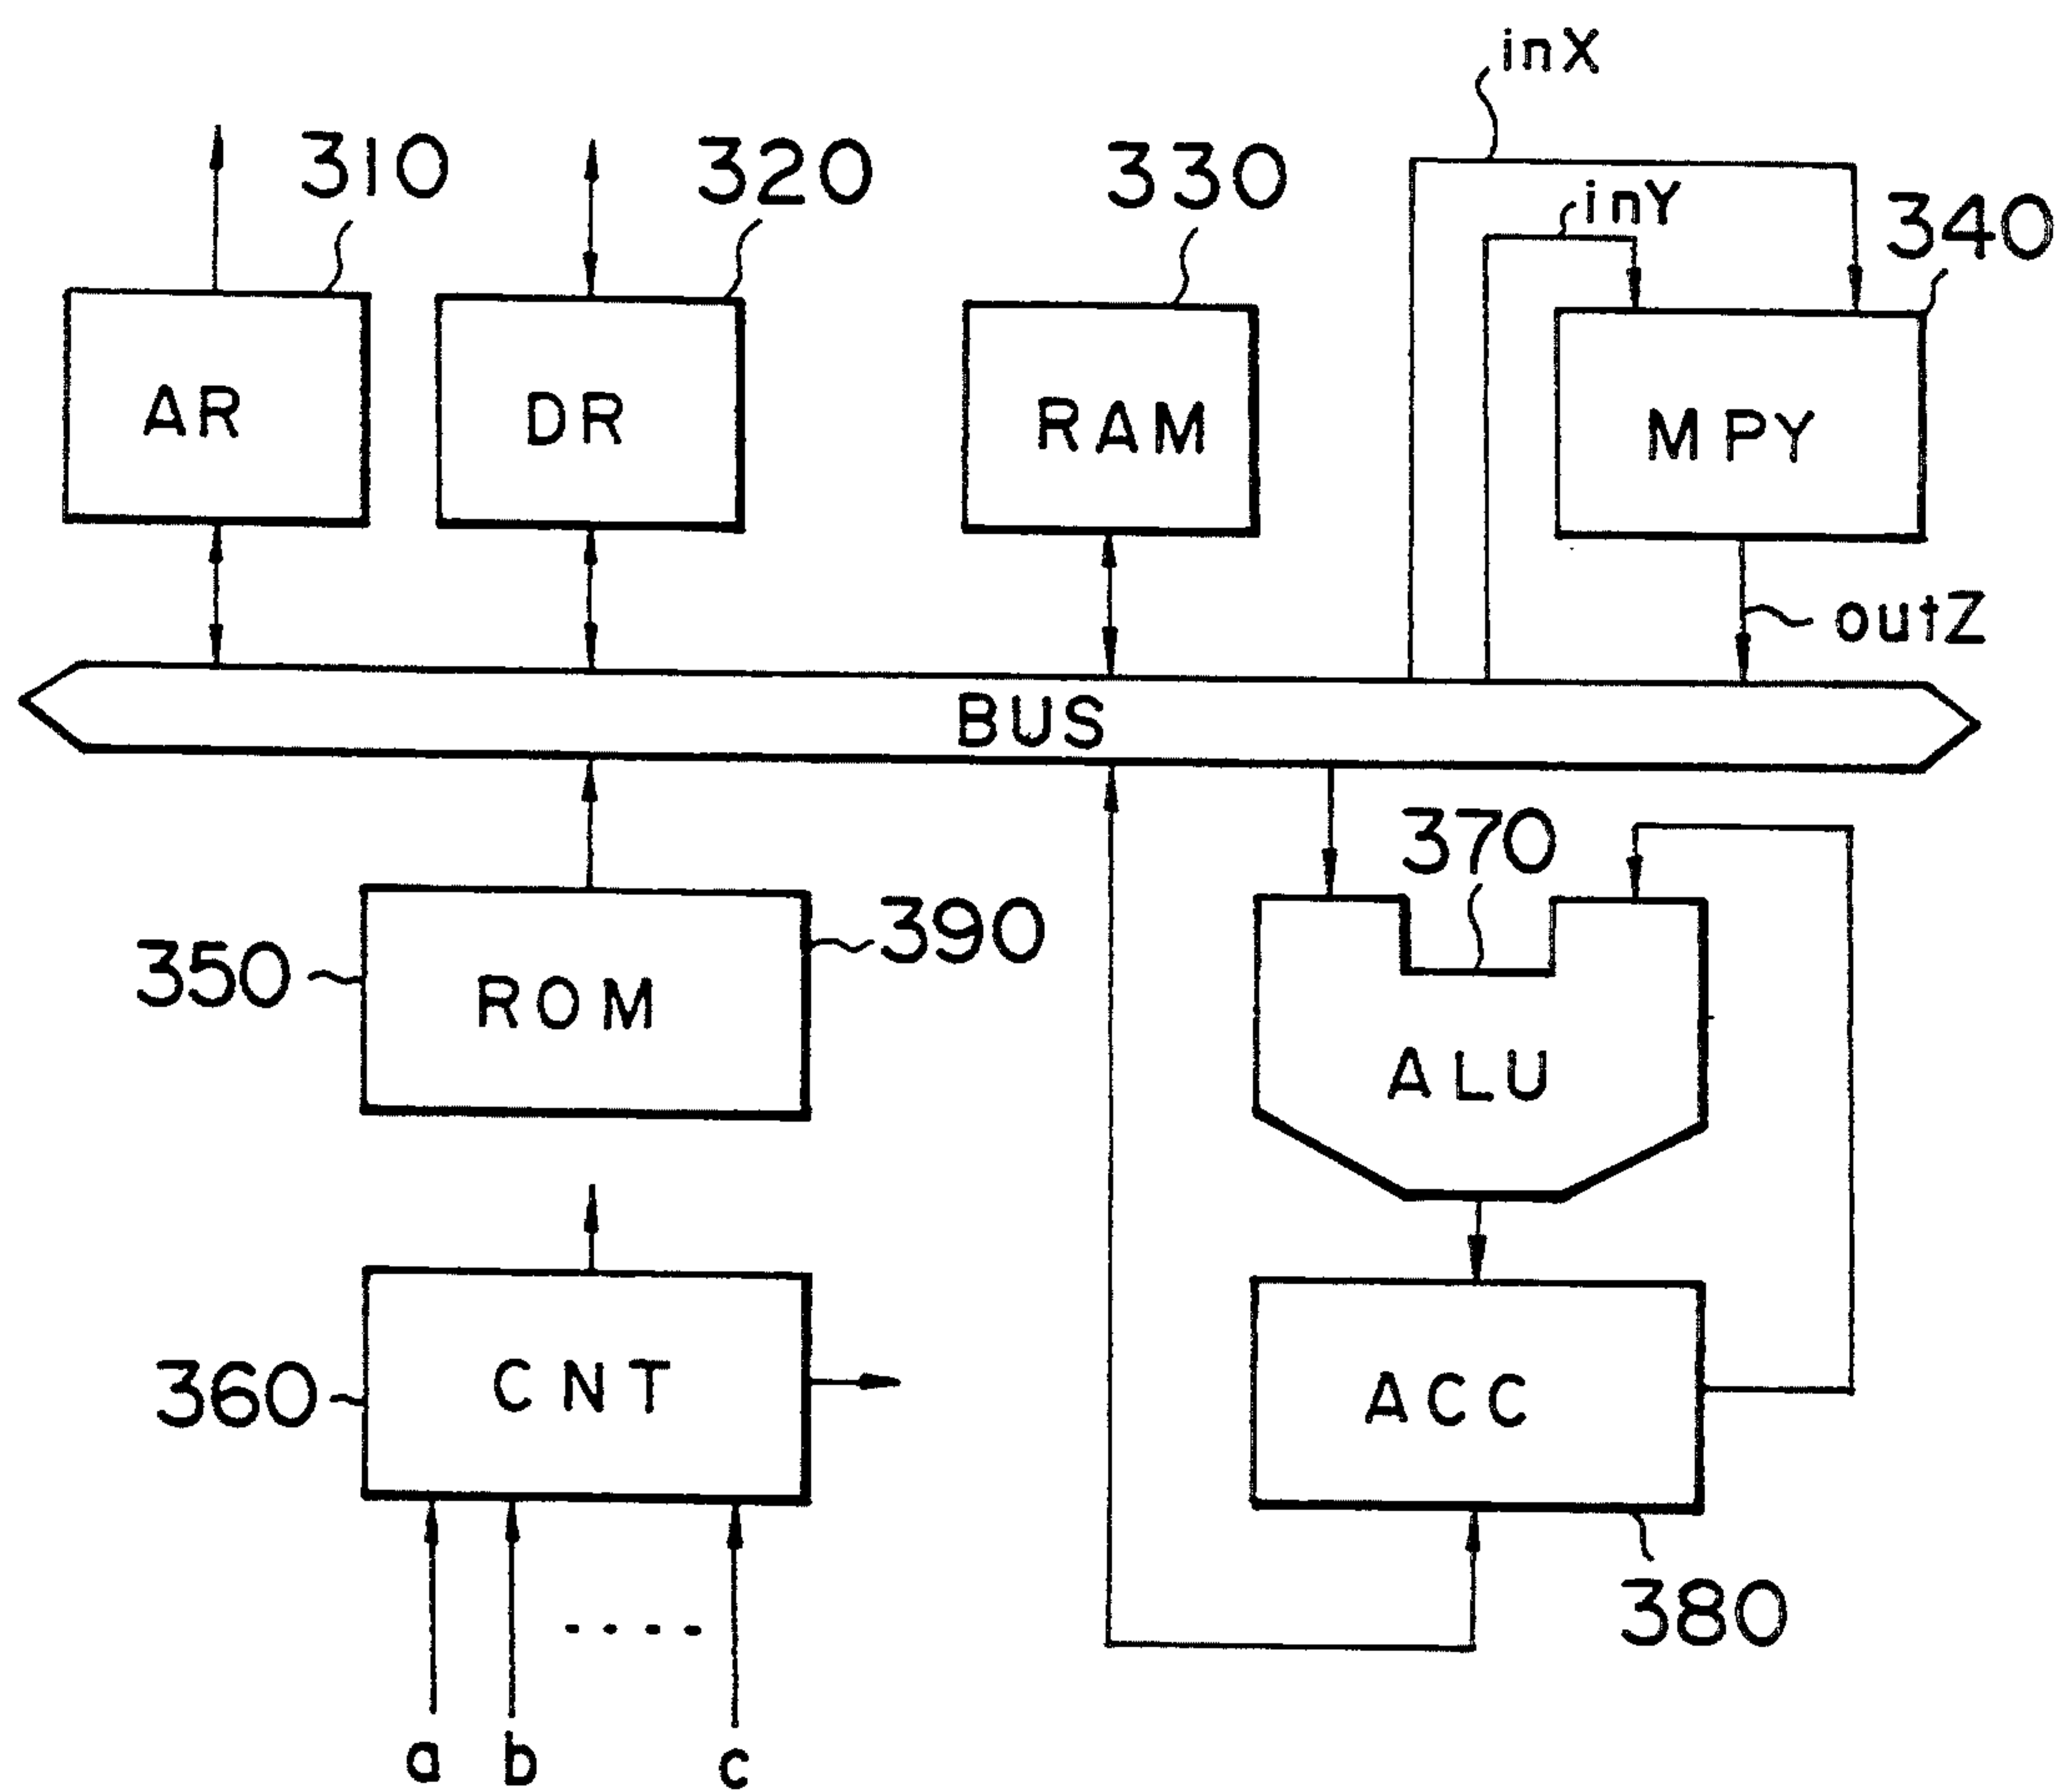 inX
310
320
330
inY
340
AR
DR
RAM
MPY
outZ
BUS
370
350
390
ROM
ALU
360
CNT
ACC
380
a
b
....
c